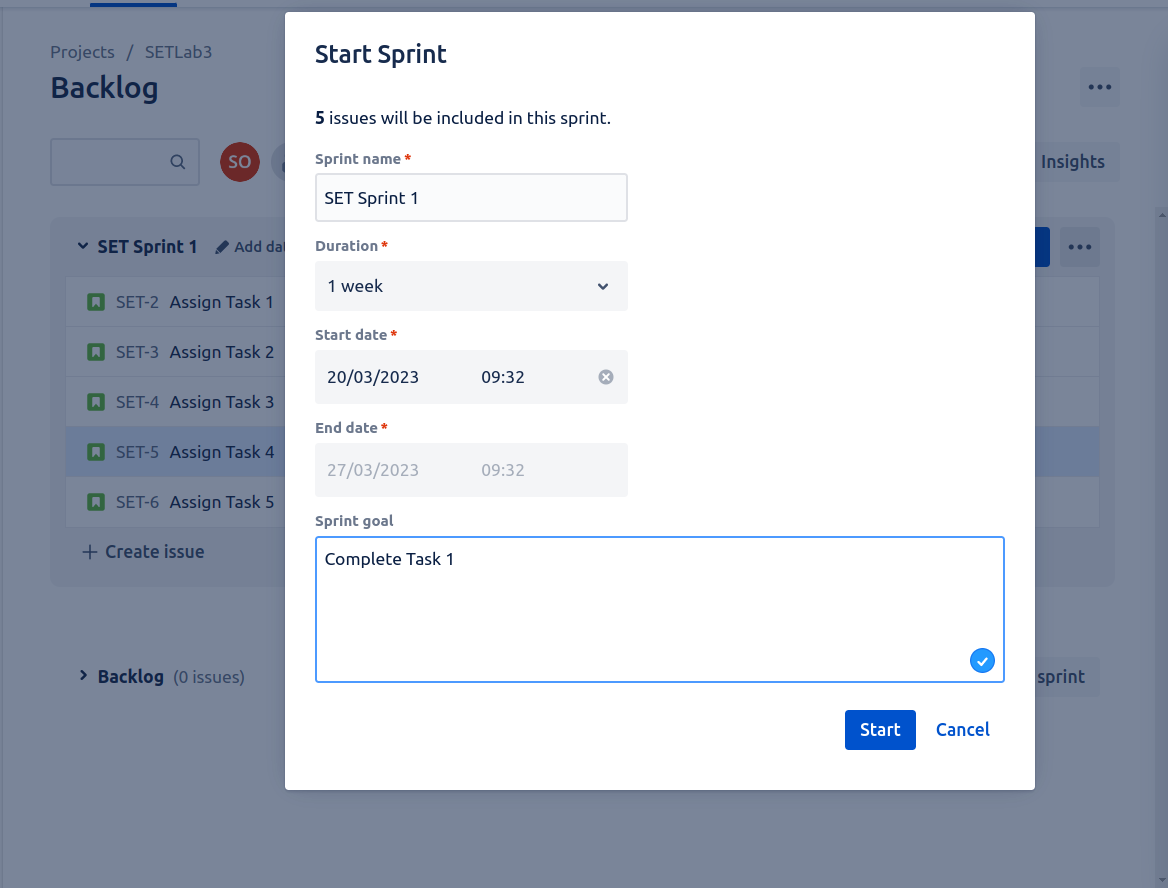 Projects / SETLab3
Backlog
Start Sprint
5 issues will be included in this sprint.
SO
Insights
Sprint name *
SET Sprint 1
SET Sprint 1 Add
Duration *
1 week
SET-2 Assign Task 1
SET-3 Assign Task 2
SET-4 Assign Task 3
SET-5 Assign Task 4
SET-6 Assign Task 5
Create issue
Start date *
20/03/2023 09:32
End date *
27/03/2023 09:32
Sprint goal
Complete Task 1
Backlog (0 issues)
sprint
Start Cancel